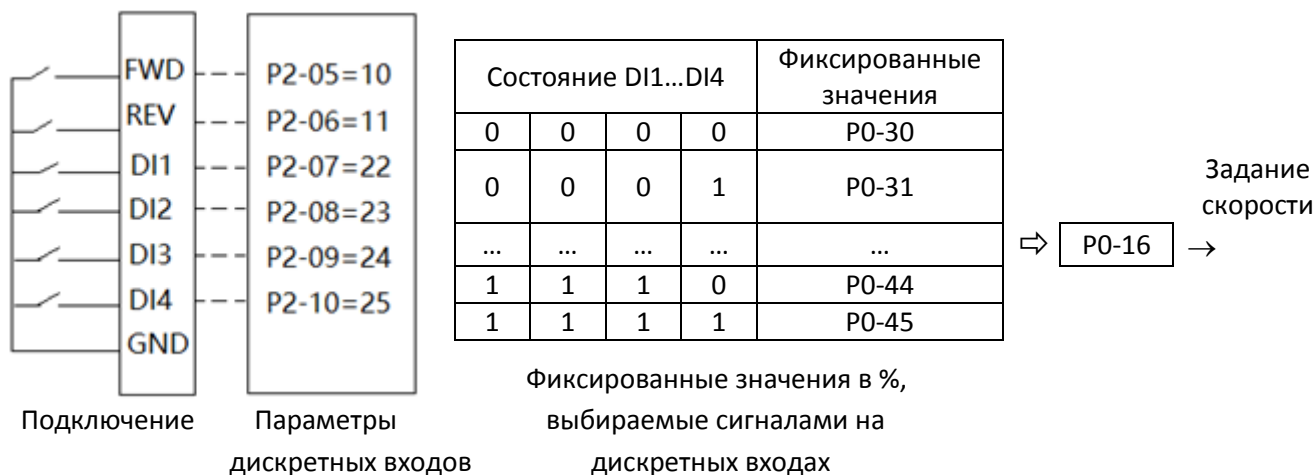 FWD
P2-05=10
REV
P2-06=11
DI1
P2-07=22
DI2
P2-08=23
DI3
P2-09=24
DI4
P2-10=25
GND
Подключение
Параметры
дискретных входов
Состояние DI1...DI4
Фиксированные
значения
0 0 0 0 P0-30
0 0 0 1 P0-31
... ... ... ... ...
1 1 1 0 P0-44
1 1 1 1 P0-45
Фиксированные значения в %,
выбираемые сигналами на
дискретных входах
⇨ P0-16 →
Задание
скорости